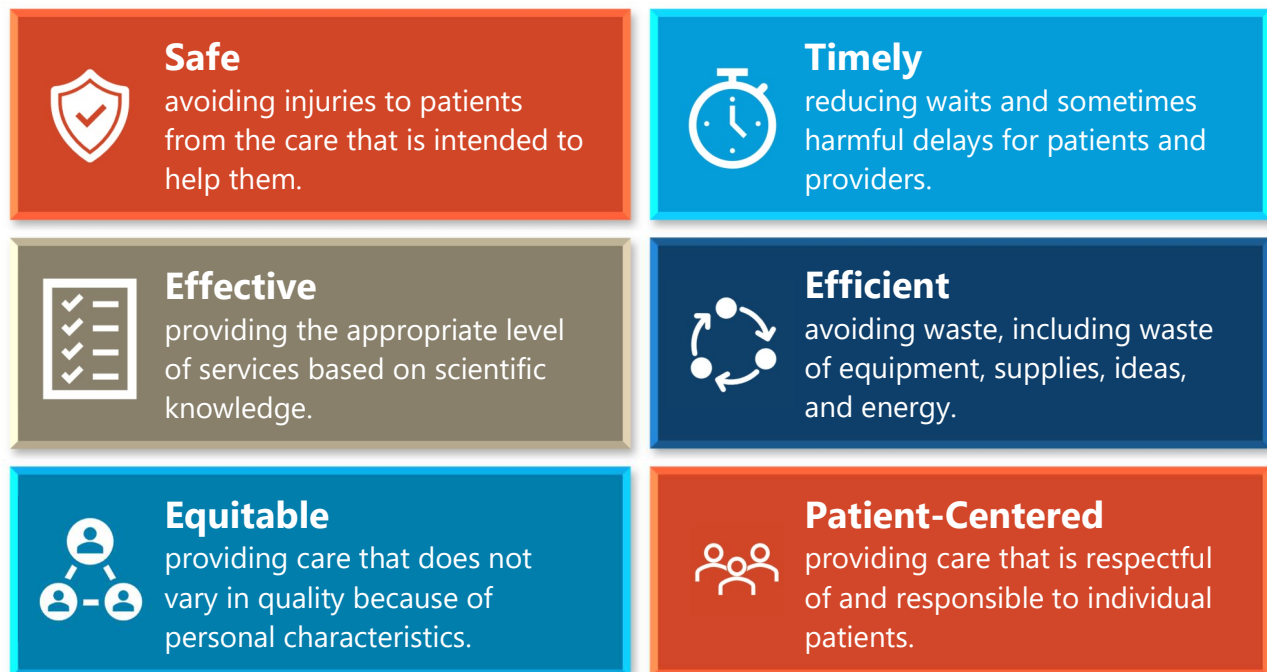 Safe
avoiding injuries to patients
from the care that is intended to
help them.
Timely
reducing waits and sometimes
harmful delays for patients and
providers.
Effective
providing the appropriate level
of services based on scientific
knowledge.
Efficient
avoiding waste, including waste
of equipment, supplies, ideas,
and energy.
Equitable
providing care that does not
vary in quality because of
personal characteristics.
Patient-Centered
providing care that is respectful
of and responsible to individual
patients.